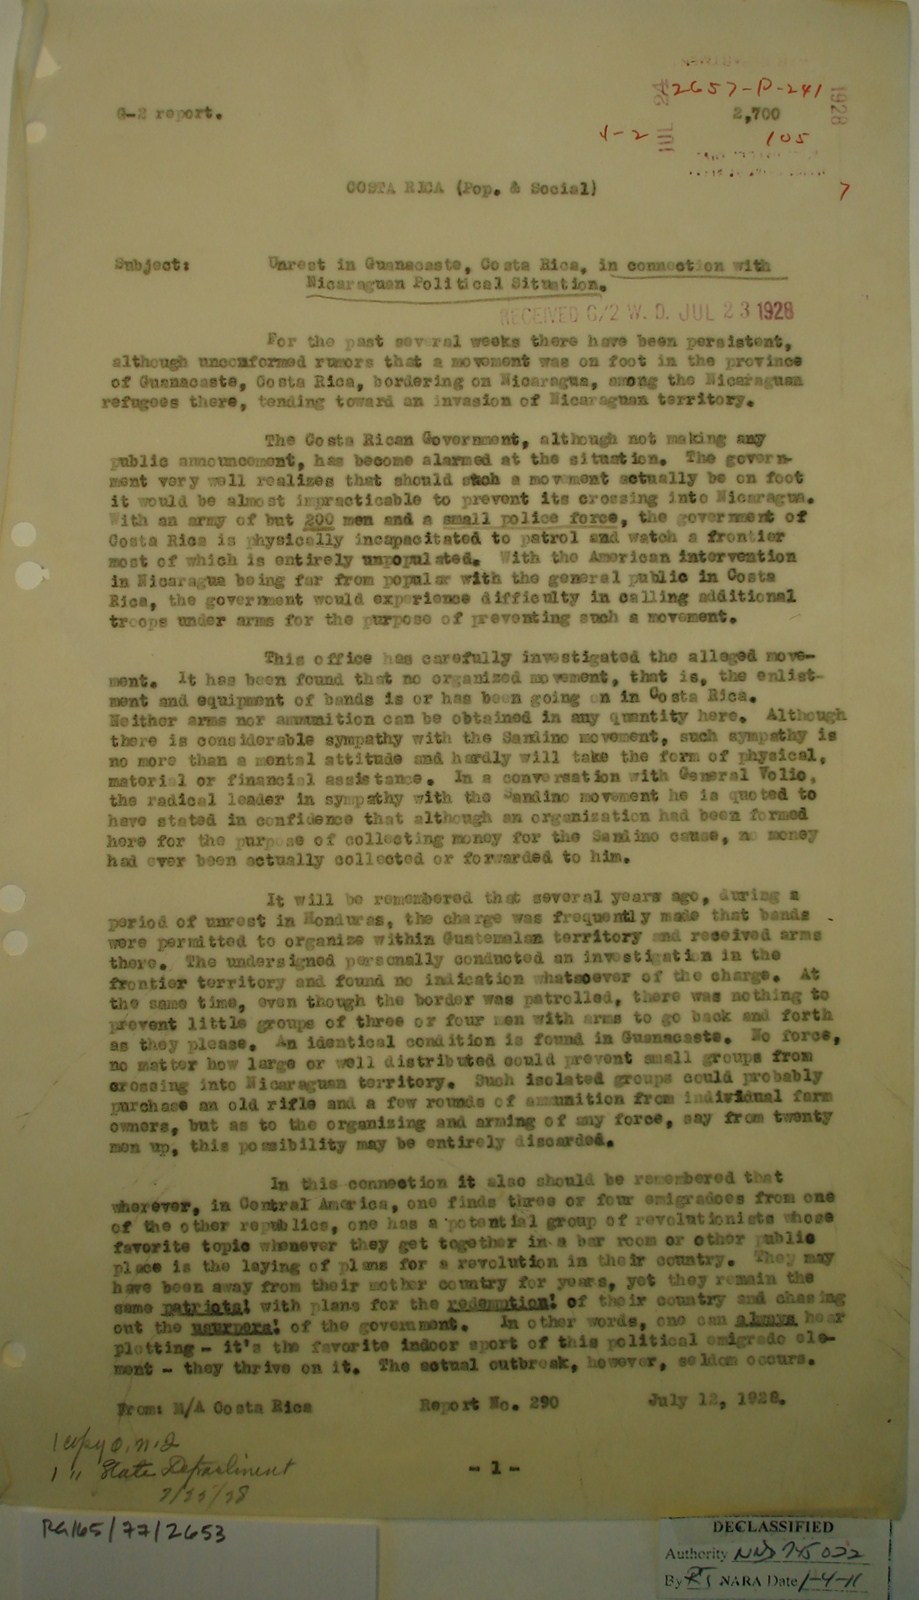 2657-P-241
JUL 24
1928
G-2 report.
2,700
4-2
105
7
COSTA RICA (Pop. & Social)
Subject: Unrest in Guanacaste, Costa Rica, in connection with
Nicaraguan Political Situation.
RECEIVED G/2 W. D. JUL 23 1928
For the past several weeks there have been persistent,
although unconformed rumors that a movement was on foot in the province
of Guanacaste, Costa Rica, bordering on Nicaragua, among the Nicaraguan
refugees there, tending toward an invasion of Nicaraguan territory.
The Costa Rican Government, although not making any
public announcement, has become alarmed at the situation. The govern-
ment very well realizes that should such a movement actually be on foot
it would be almost impracticable to prevent its crossing into Nicaragua.
With an army of but 200 men and a small police force, the government of
Costa Rica is physically incapacitated to patrol and watch a frontier
most of which is entirely unpopulated. With the American intervention
in Nicaragua being far from popular with the general public in Costa
Rica, the government would experience difficulty in calling additional
troops under arms for the purpose of preventing such a movement.
This office has carefully investigated the alleged move-
ment. It has been found that no organized movement, that is, the enlist-
ment and equipment of bands is or has been going on in Costa Rica.
Neither arms nor ammunition can be obtained in any quantity here. Although
there is considerable sympathy with the Sandino movement, such sympathy is
no more than a mental attitude and hardly will take the form of physical,
material or financial assistance. In a conversation with General Volio,
the radical leader in sympathy with the Sandino movement he is quoted to
have stated in confidence that although an organization had been formed
here for the purpose of collecting money for the Sandino cause, no money
had ever been actually collected or forwarded to him.
It will be remembered that several years ago, during a
period of unrest in Honduras, the charge was frequently made that bands
were permitted to organize within Guatemalan territory and received arms
there. The undersigned personally conducted an investigation in the
frontier territory and found no indication whatsoever of the charge. At
the same time, even though the border was patrolled, there was nothing to
prevent little groups of three or four men with arms to go back and forth
as they please. An identical condition is found in Guanacaste. No force,
no matter how large or well distributed could prevent small groups from
crossing into Nicaraguan territory. Such isolated groups could probably
purchase an old rifle and a few rounds of ammunition from individual farm
owners, but as to the organizing and arming of any force, say from twenty
men up, this possibility may be entirely discarded.
In this connection it also should be remembered that
wherever, in Central America, one finds three or four emigradoes from one
of the other republics, one has a potential group of revolutionists whose
favorite topic whenever they get together in a bar room or other public
place is the laying of plans for a revolution in their country. They may
have been away from their mother country for years, yet they remain the
same patriots! with plans for the redemption! of their country and chasing
out the usurpers! of the government. In other words, one can always hear
plotting - it's the favorite indoor sport of this political emigrado ele-
ment - they thrive on it. The actual outbreak, however, seldom occurs.
From: M/A Costa Rica Report No. 290 July 12, 1928.
1 copy O.N.I
1 " State Department
7/25/28
- 1 -
RG165/77/2653
DECLASSIFIED
Authority NND 745022
By RT NARA Date 1-4-11